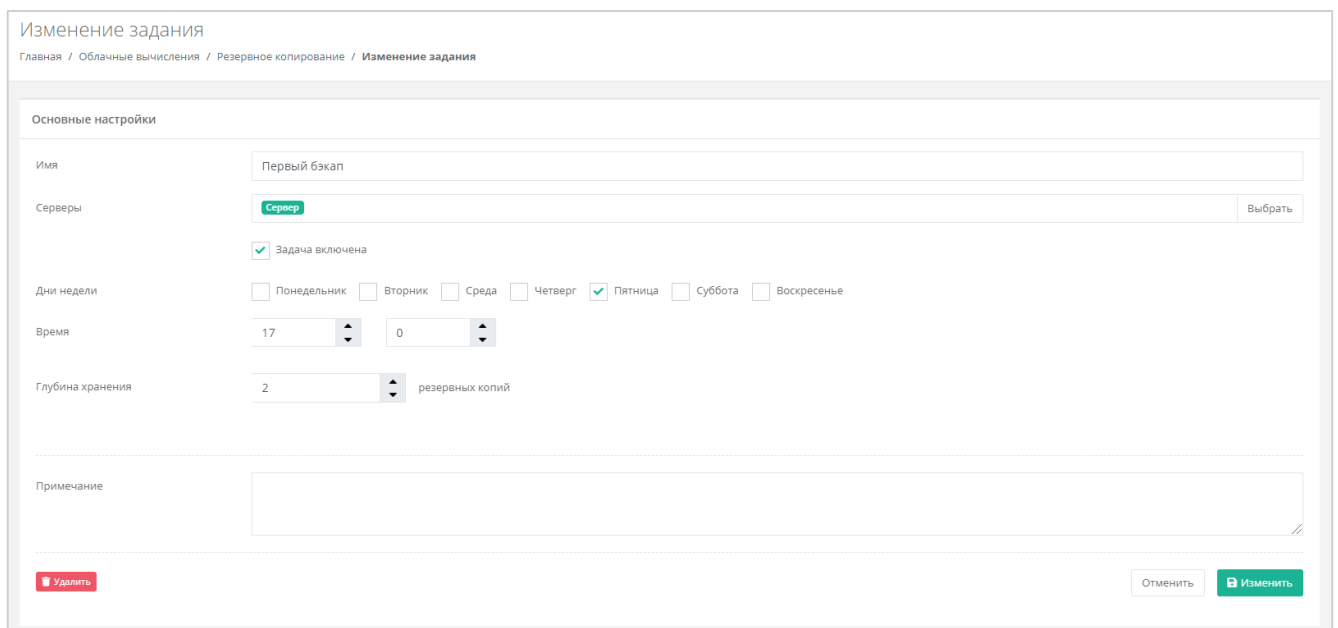 Изменение задания
Главная / Облачные вычисления / Резервное копирование / Изменение задания
Основные настройки
Имя Первый бэкап
Серверы Сервер Выбрать
Задача включена
Дни недели Понедельник Вторник Среда Четверг Пятница Суббота Воскресенье
Время 17 0
Глубина хранения 2 резервных копий
Примечание
Удалить Отменить Изменить